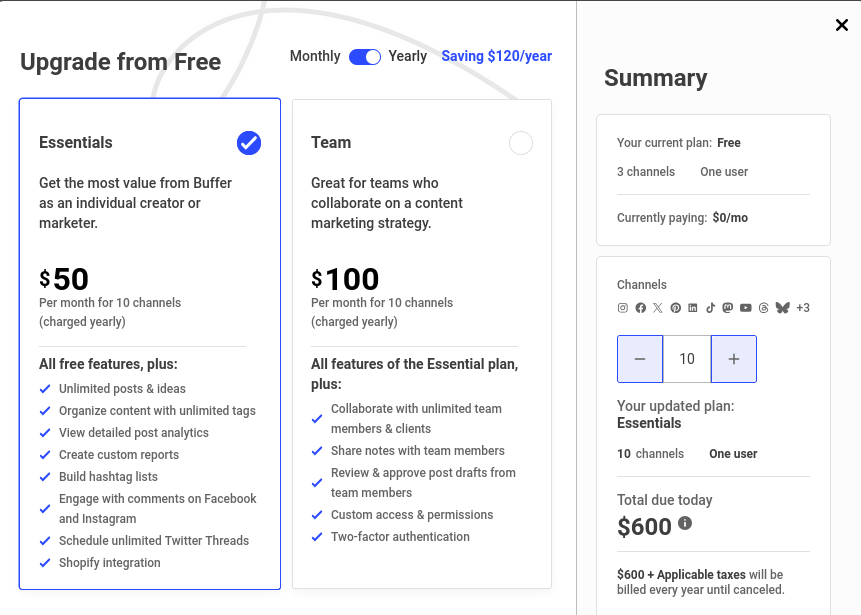 Upgrade from Free
Monthly Yearly Saving $120/year
Essentials
Get the most value from Buffer
as an individual creator or
marketer.
$50
Per month for 10 channels
(charged yearly)
All free features, plus:
Unlimited posts & ideas
Organize content with unlimited tags
View detailed post analytics
Create custom reports
Build hashtag lists
Engage with comments on Facebook
and Instagram
Schedule unlimited Twitter Threads
Shopify integration
Team
Great for teams who
collaborate on a content
marketing strategy.
$100
Per month for 10 channels
(charged yearly)
All features of the Essential plan,
plus:
Collaborate with unlimited team
members & clients
Share notes with team members
Review & approve post drafts from
team members
Custom access & permissions
Two-factor authentication
Summary
Your current plan: Free
3 channels One user
Currently paying: $0/mo
Channels
+3
− 10 +
Your updated plan:
Essentials
10 channels One user
Total due today
$600
$600 + Applicable taxes will be
billed every year until canceled.